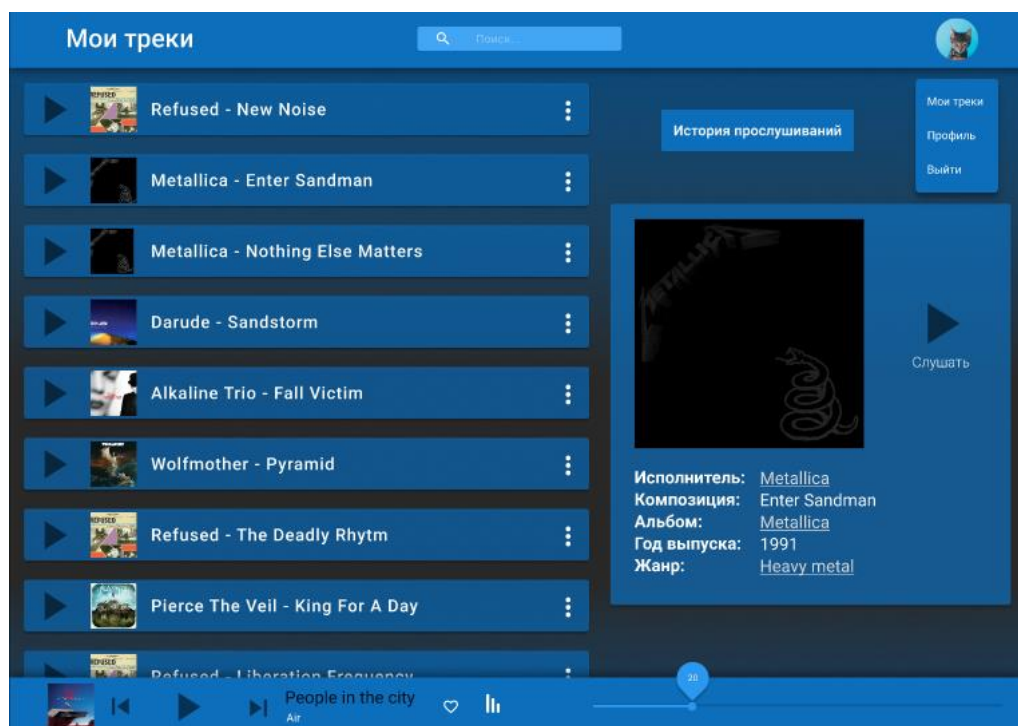 Мои треки
Поиск...
Refused - New Noise
Metallica - Enter Sandman
Metallica - Nothing Else Matters
Darude - Sandstorm
Alkaline Trio - Fall Victim
Wolfmother - Pyramid
Refused - The Deadly Rhytm
Pierce The Veil - King For A Day
Refused - Liberation Frequency
История прослушиваний
Мои треки
Профиль
Выйти
METALLICA
Слушать
Исполнитель: Metallica
Композиция: Enter Sandman
Альбом: Metallica
Год выпуска: 1991
Жанр: Heavy metal
People in the city
Air
20